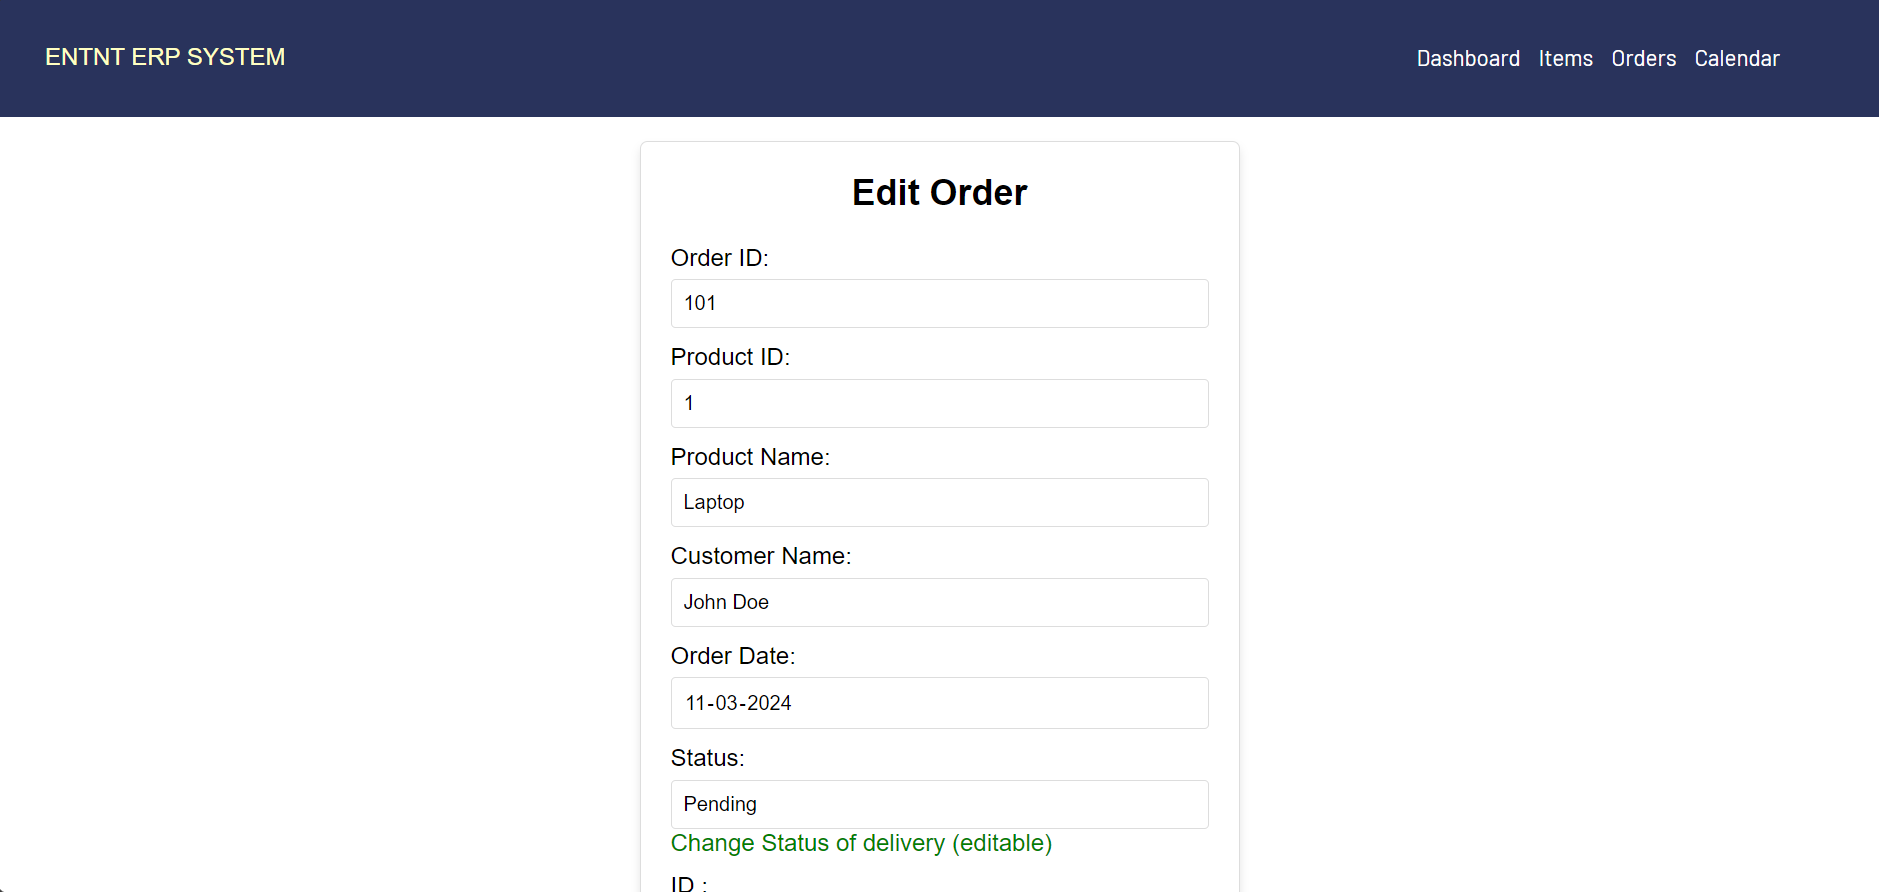 ENTNT ERP SYSTEM
Dashboard Items Orders Calendar
Edit Order
Order ID:
101
Product ID:
1
Product Name:
Laptop
Customer Name:
John Doe
Order Date:
11-03-2024
Status:
Pending
Change Status of delivery (editable)
ID :